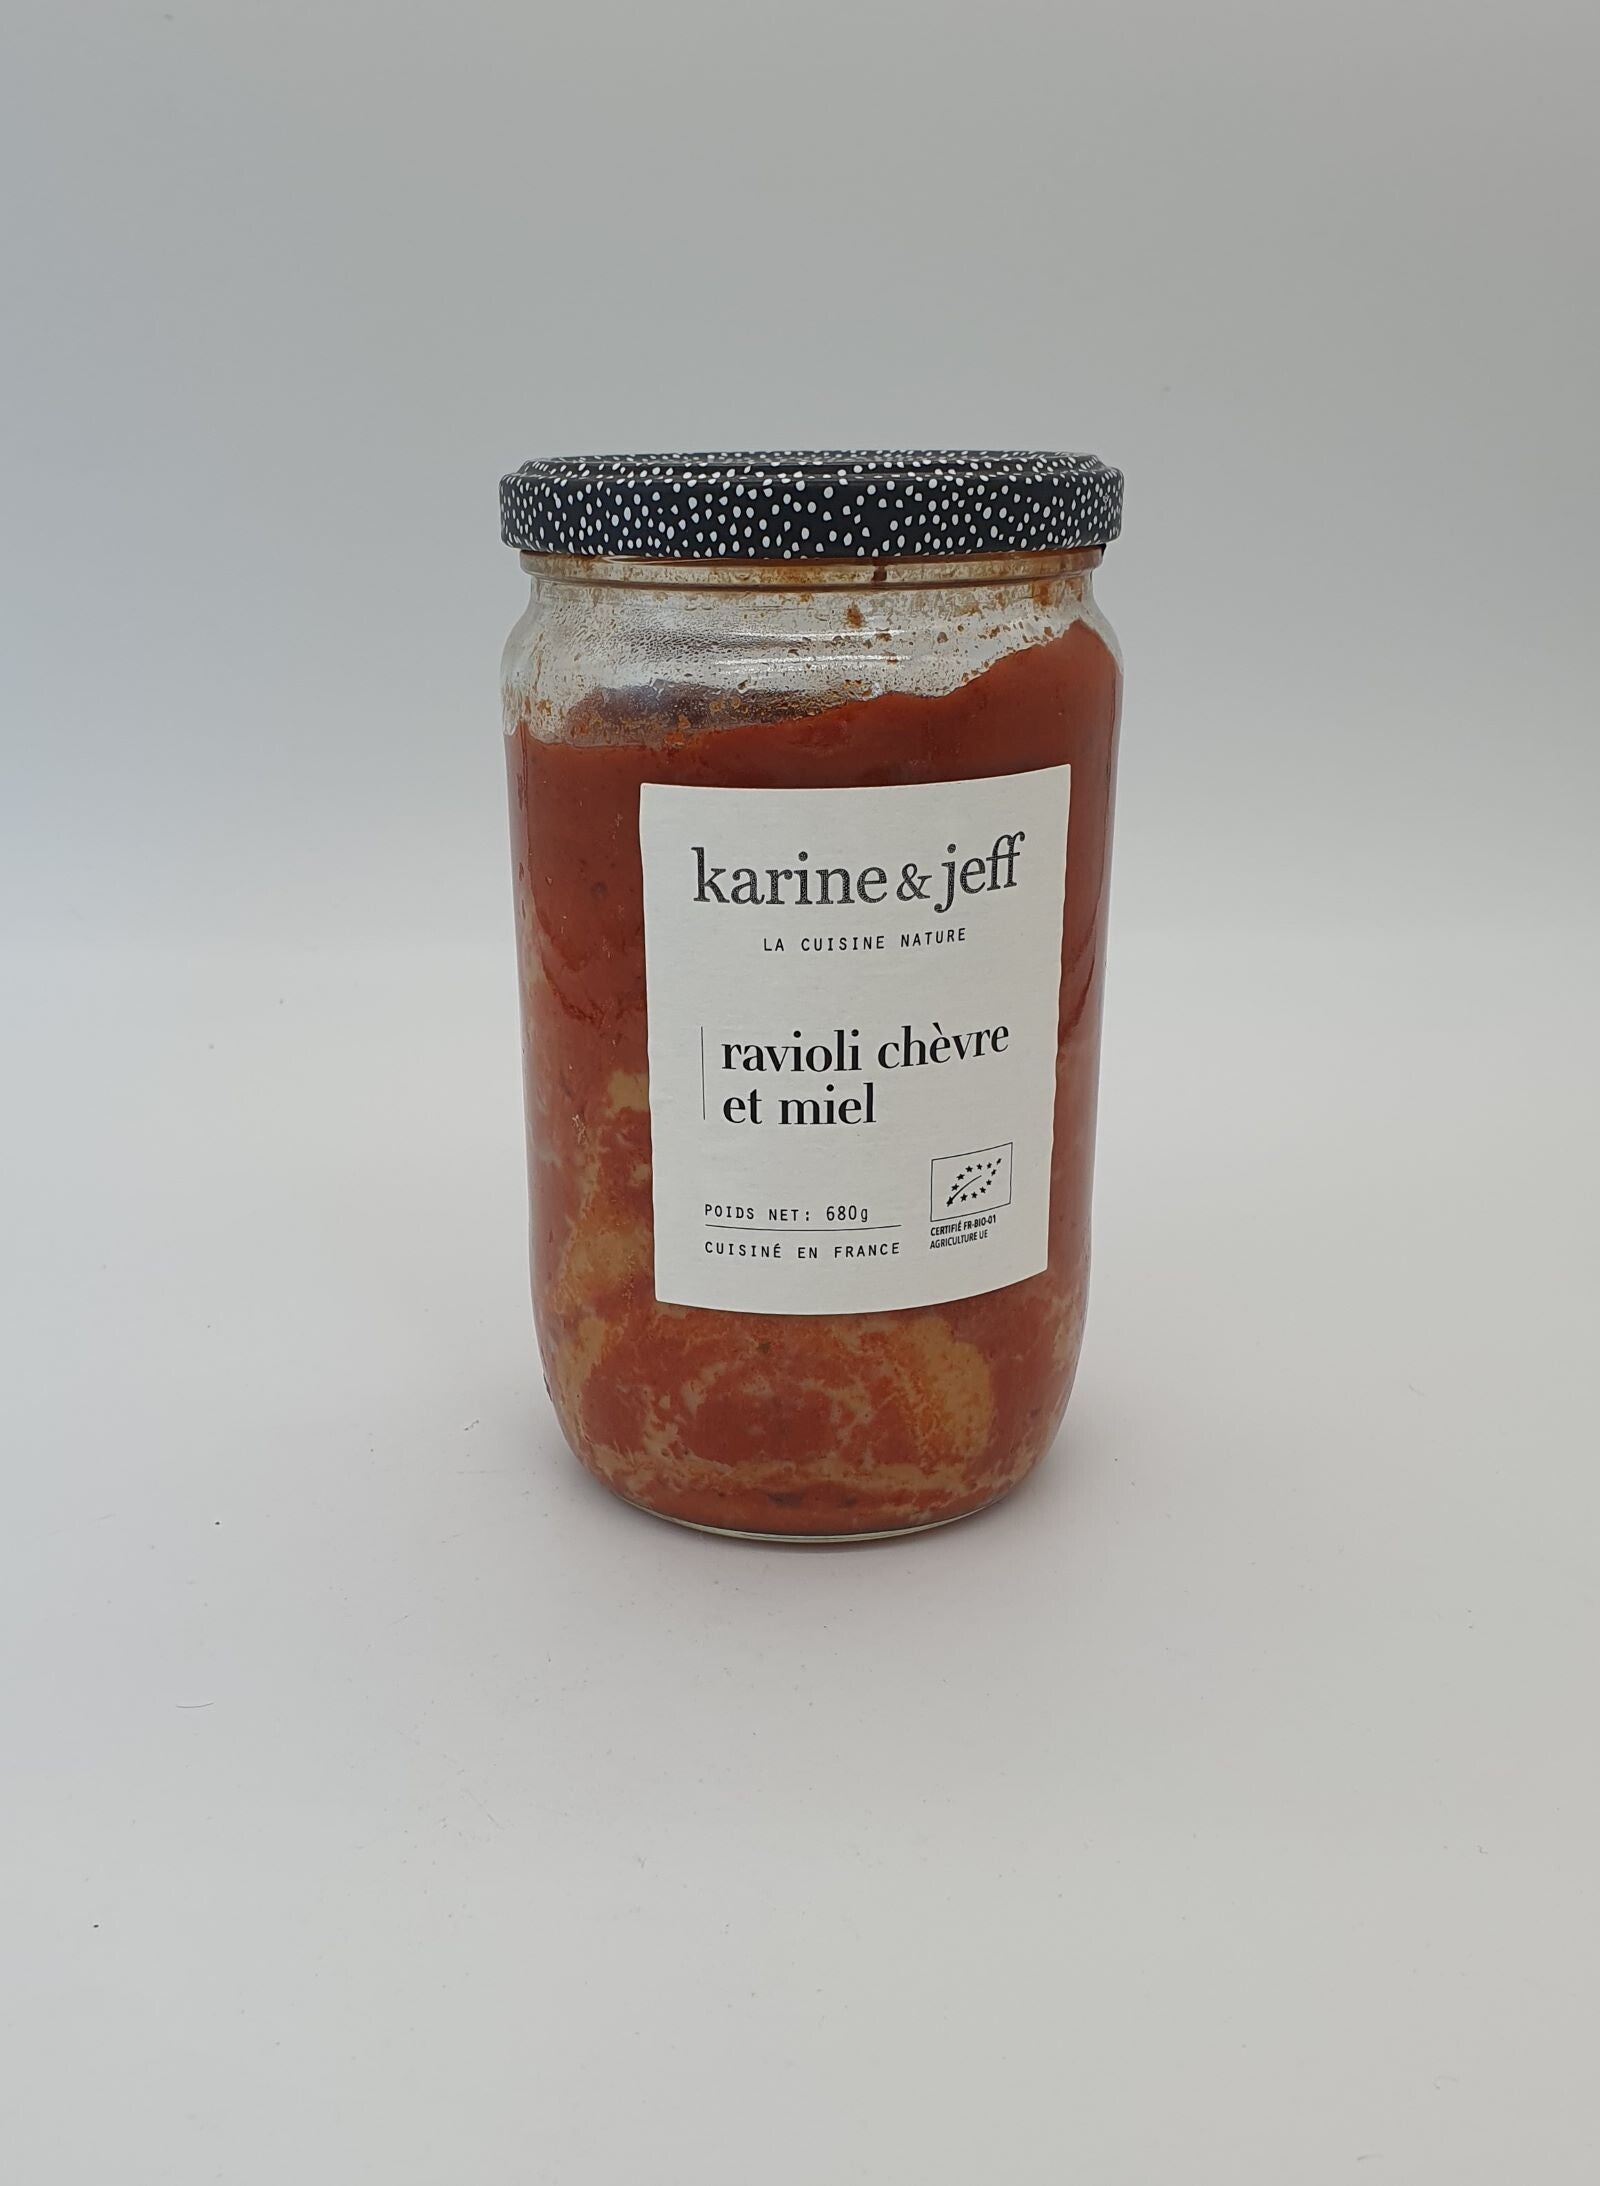 karine & jeff
LA CUISINE NATURE
ravioli chèvre
et miel
POIDS NET: 680g
CUISINÉ EN FRANCE
CERTIFIÉ FR-BIO-01
AGRICULTURE UE